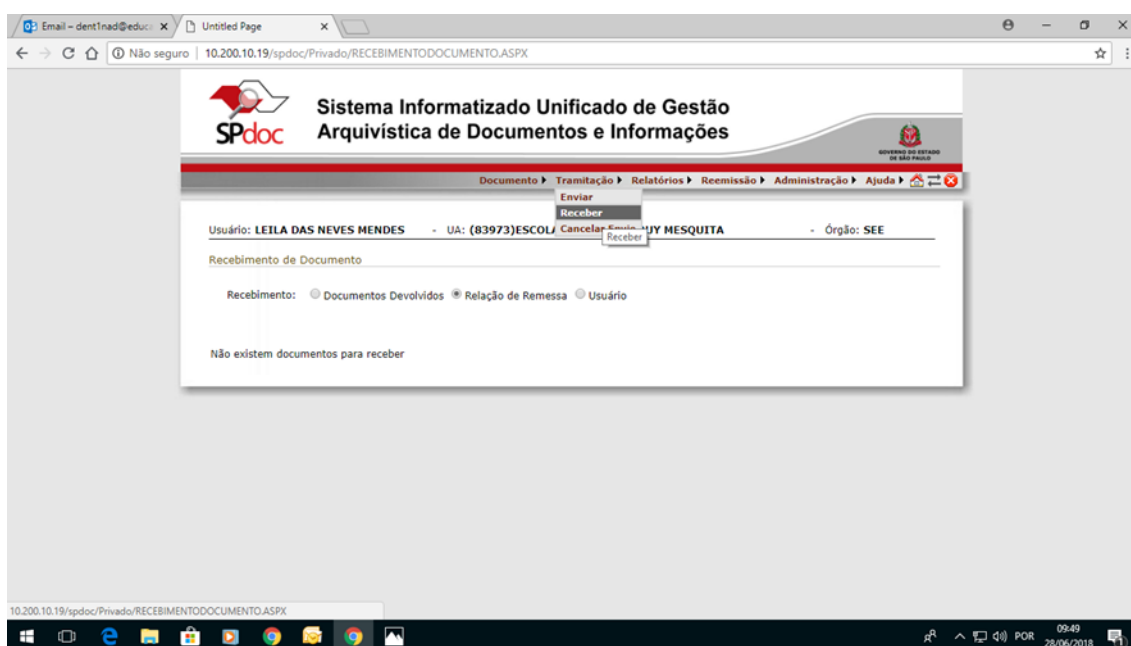 Email – dent1nad@educ
Untitled Page
Não seguro | 10.200.10.19/spdoc/Privado/RECEBIMENTODOCUMENTO.ASPX
SPdoc
Sistema Informatizado Unificado de Gestão
Arquivística de Documentos e Informações
GOVERNO DO ESTADO
DE SÃO PAULO
Documento Tramitação Relatórios Reemissão Administração Ajuda
Enviar
Receber
Cancelar Envio
Receber
Usuário: LEILA DAS NEVES MENDES - UA: (83973)ESCOLA UY MESQUITA - Órgão: SEE
Recebimento de Documento
Recebimento: Documentos Devolvidos Relação de Remessa Usuário
Não existem documentos para receber
10.200.10.19/spdoc/Privado/RECEBIMENTODOCUMENTO.ASPX
POR
09:49
28/06/2018